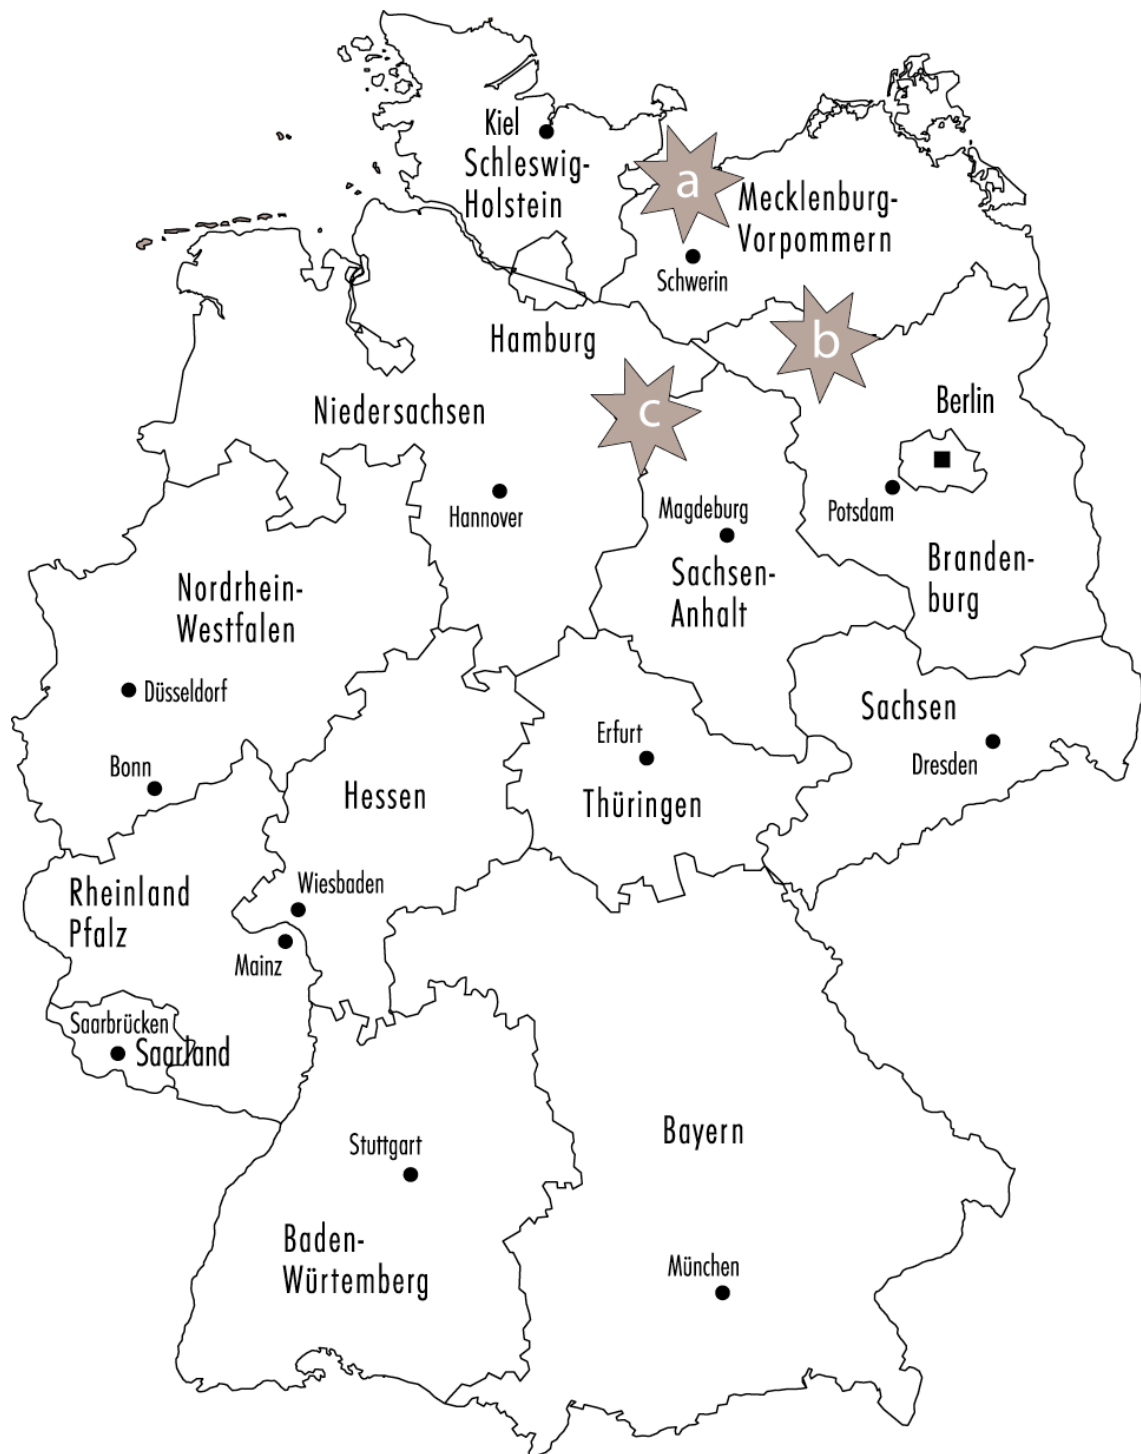 Kiel
Schleswig-
Holstein
a
Mecklenburg-
Vorpommern
Schwerin
Hamburg
b
Niedersachsen
c
Berlin
Hannover
Magdeburg
Potsdam
Sachsen-
Anhalt
Branden-
burg
Nordrhein-
Westfalen
Düsseldorf
Sachsen
Erfurt
Dresden
Bonn
Hessen
Thüringen
Wiesbaden
Rheinland
Pfalz
Mainz
Saarbrücken
Saarland
Bayern
Stuttgart
Baden-
Würtemberg
München